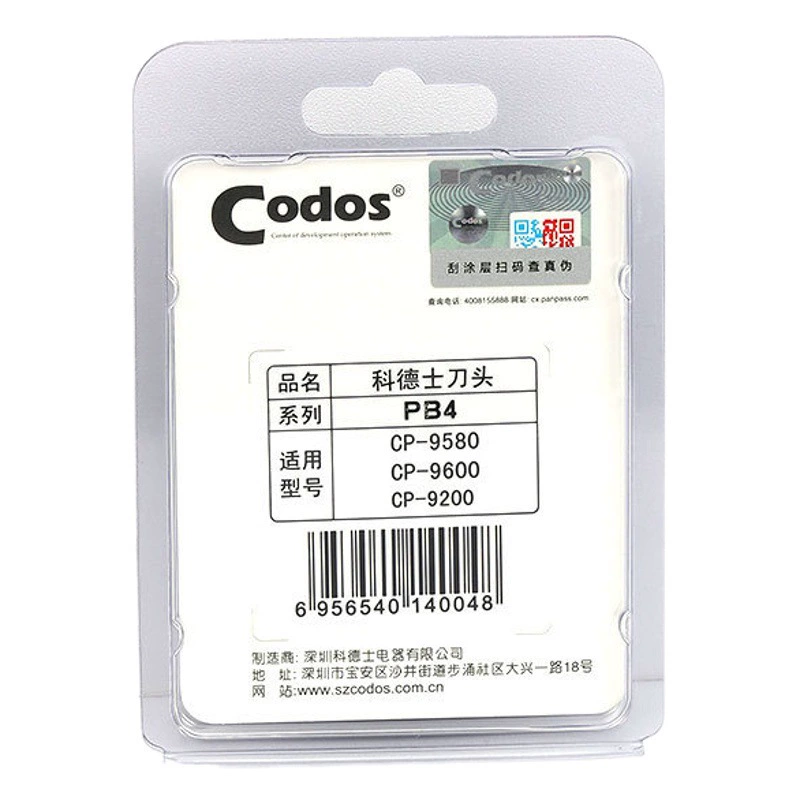 Codos®
Center of development operation system
Codos
Codos
刮涂层扫码查真伪
查询电话 4008155888 网站: cx.panpass.com
品名 科德士刀头
系列 PB4
适用型号 CP-9580
CP-9600
CP-9200
6 956540 140048
制造商: 深圳科德士电器有限公司
地 址: 深圳市宝安区沙井街道步涌社区大兴一路18号
网 站:www.szcodos.com.cn